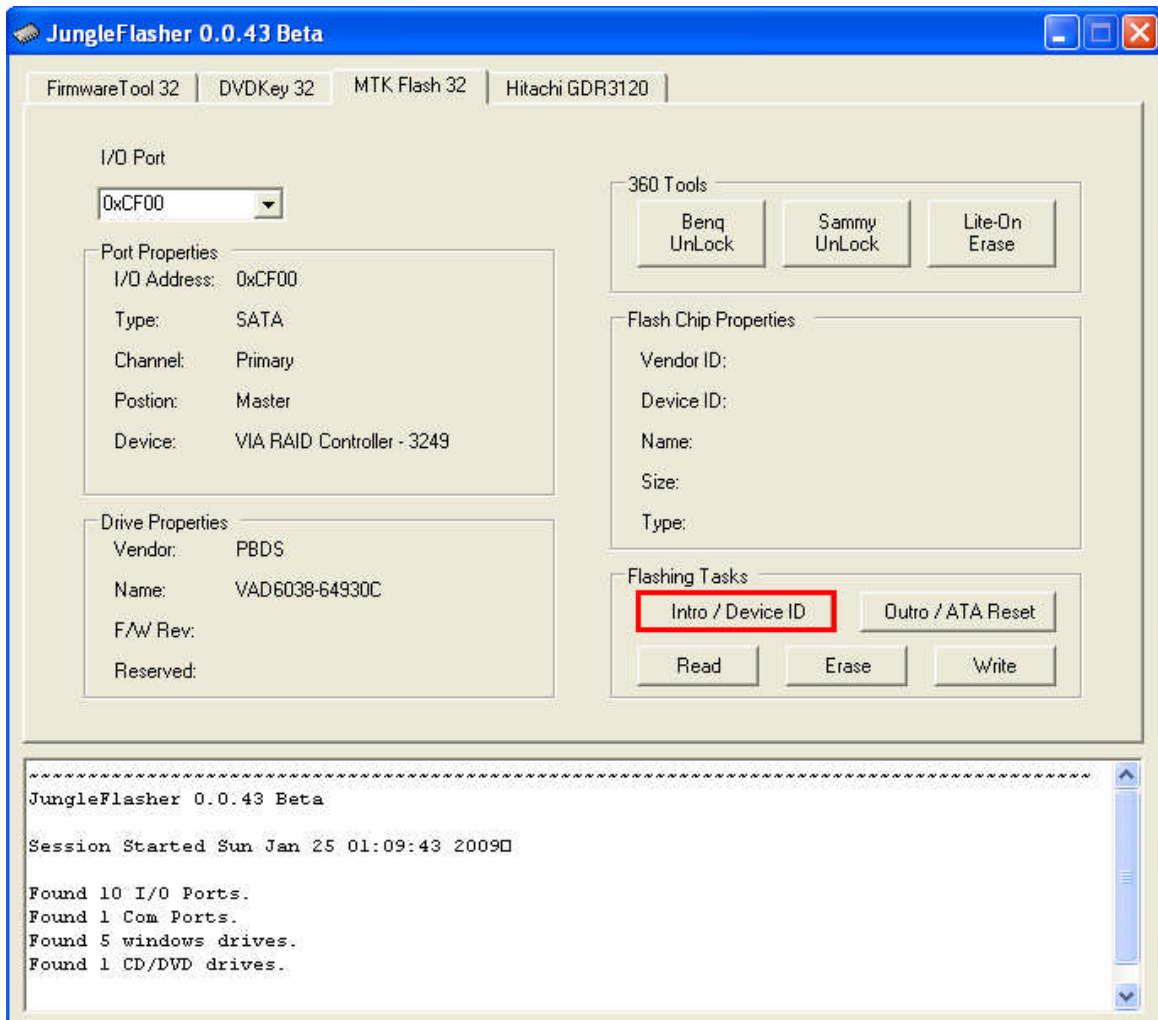 JungleFlasher 0.0.43 Beta
FirmwareTool 32
DVDKey 32
MTK Flash 32
Hitachi GDR3120
I/O Port
0xCF00
Port Properties
I/O Address: 0xCF00
Type: SATA
Channel: Primary
Postion: Master
Device: VIA RAID Controller - 3249
Drive Properties
Vendor: PBDS
Name: VAD6038-64930C
F/W Rev:
Reserved:
360 Tools
Benq
UnLock
Sammy
UnLock
Lite-On
Erase
Flash Chip Properties
Vendor ID:
Device ID:
Name:
Size:
Type:
Flashing Tasks
Intro / Device ID
Outro / ATA Reset
Read
Erase
Write
JungleFlasher 0.0.43 Beta
Session Started Sun Jan 25 01:09:43 2009□
Found 10 I/O Ports.
Found 1 Com Ports.
Found 5 windows drives.
Found 1 CD/DVD drives.